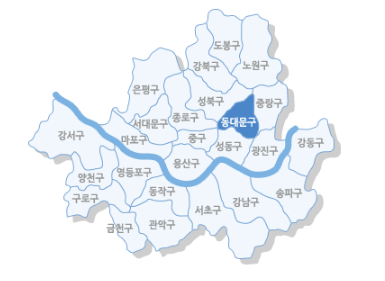 도봉구
강북구
노원구
은평구
성북구
중랑구
종로구
동대문구
서대문구
강서구
마포구
중구
성동구
강동구
광진구
용산구
양천구
영등포구
동작구
송파구
구로구
강남구
서초구
금천구
관악구